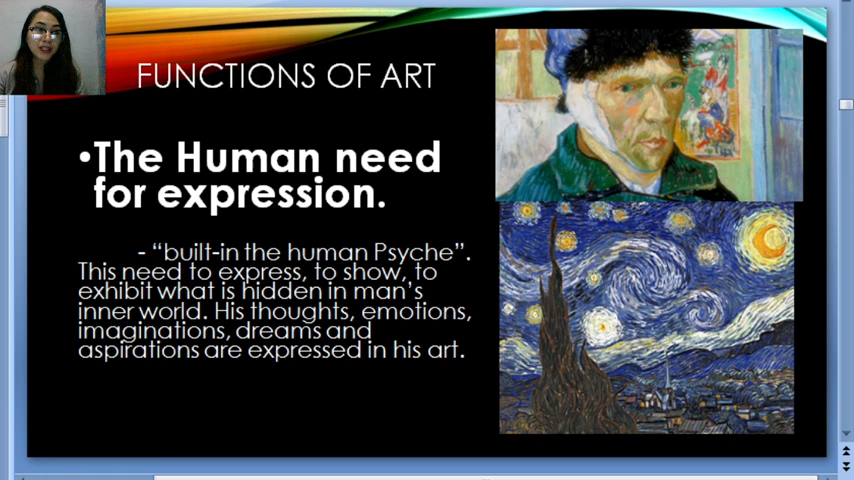 FUNCTIONS OF ART
•The Human need
for expression.
- “built-in the human Psyche”.
This need to express, to show, to
exhibit what is hidden in man’s
inner world. His thoughts, emotions,
imaginations, dreams and
aspirations are expressed in his art.